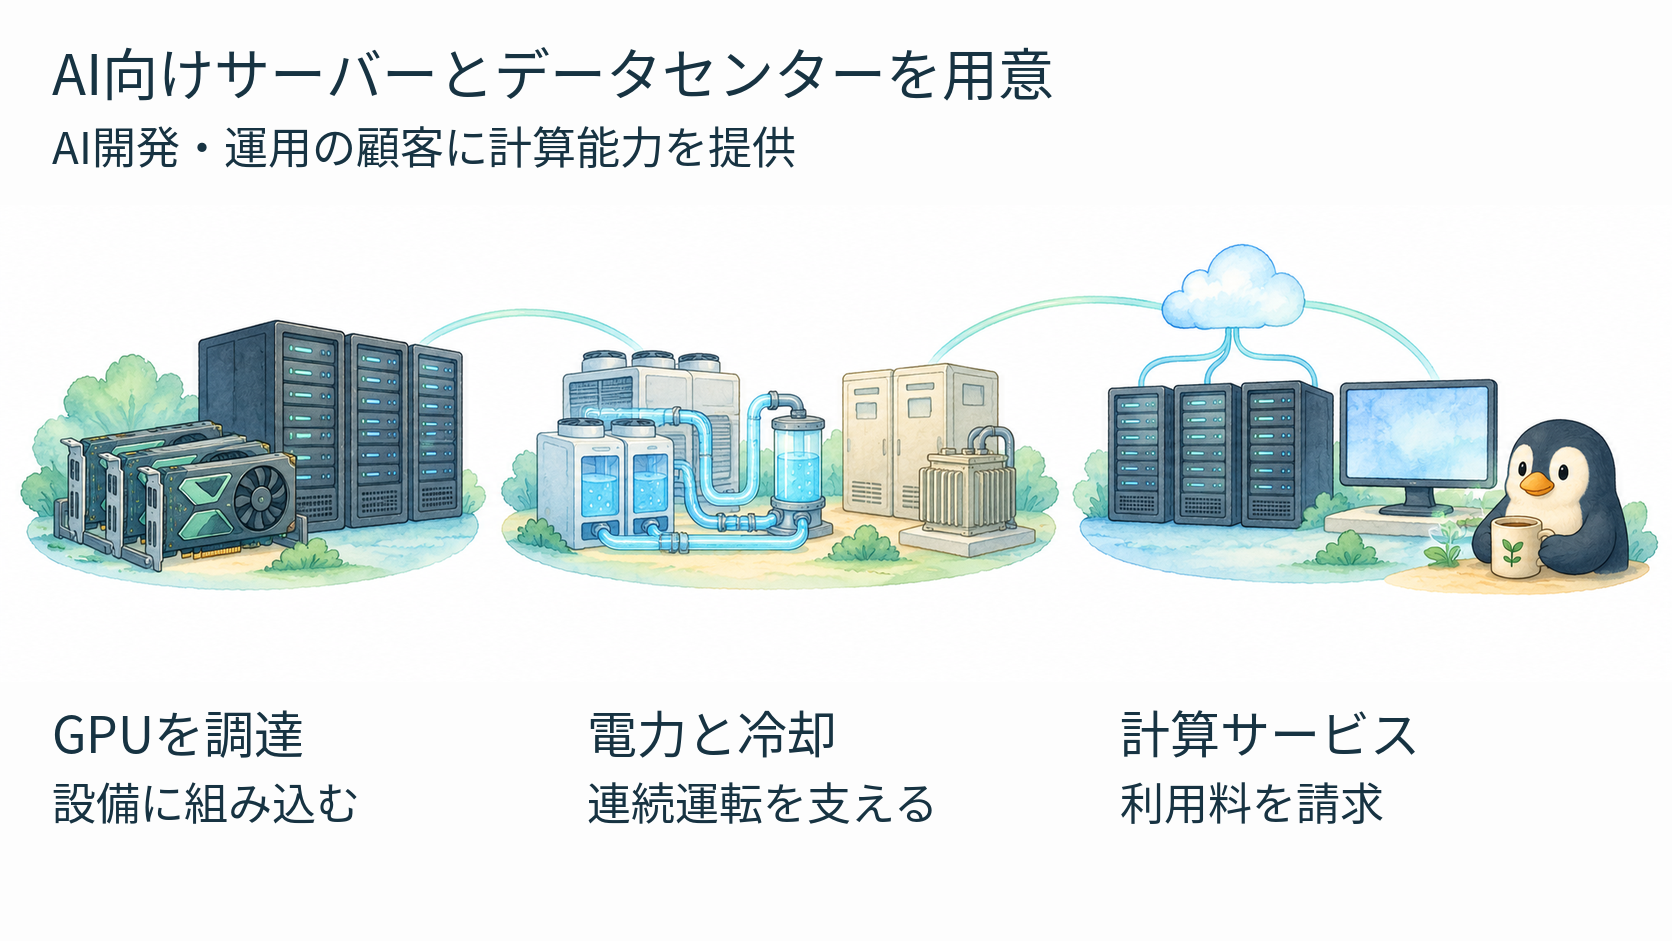 AI向けサーバーとデータセンターを用意
AI開発・運用の顧客に計算能力を提供
GPUを調達
設備に組み込む
電力と冷却
連続運転を支える
計算サービス
利用料を請求